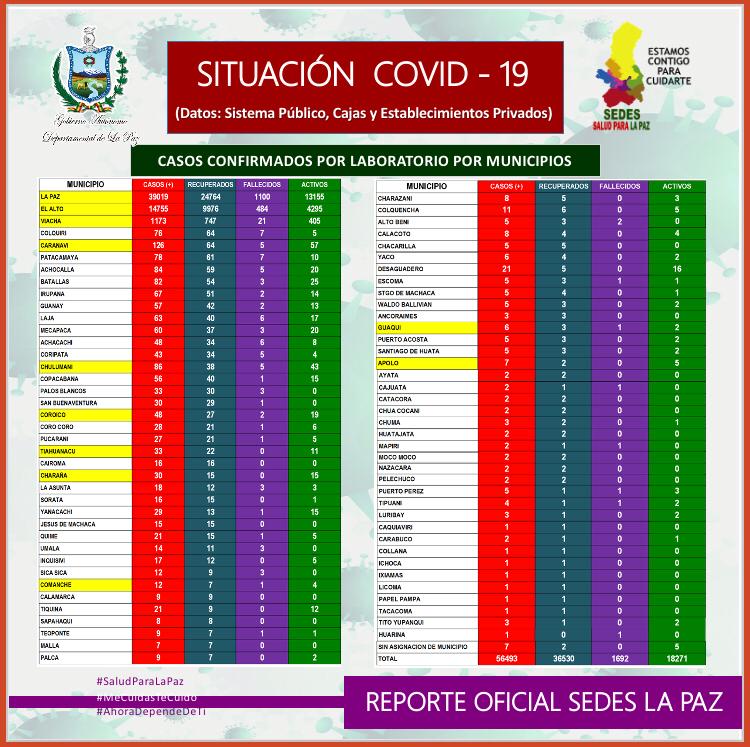 SITUACIÓN COVID - 19
(Datos: Sistema Público, Cajas y Establecimientos Privados)
Gobierno Autónomo
Departamental de La Paz
ESTAMOS
CONTIGO
PARA
CUIDARTE
SEDES
SALUD PARA LA PAZ
CASOS CONFIRMADOS POR LABORATORIO POR MUNICIPIOS
MUNICIPIO CASOS (+) RECUPERADOS FALLECIDOS ACTIVOS
LA PAZ 39019 24764 1100 13155
EL ALTO 14755 9976 484 4295
VIACHA 1173 747 21 405
COLQUIRI 76 64 7 5
CARANAVI 126 64 5 57
PATACAMAYA 78 61 7 10
ACHOCALLA 84 59 5 20
BATALLAS 82 54 3 25
IRUPANA 67 51 2 14
GUANAY 57 42 2 13
LAJA 63 40 6 17
MECAPACA 60 37 3 20
ACHACACHI 48 34 6 8
CORIPATA 43 34 5 4
CHULUMANI 86 38 5 43
COPACABANA 56 40 1 15
PALOS BLANCOS 33 30 3 0
SAN BUENAVENTURA 30 29 1 0
COROICO 48 27 2 19
CORO CORO 28 21 1 6
PUCARANI 27 21 1 5
TIAHUANACU 33 22 0 11
CAIROMA 16 16 0 0
CHARAÑA 30 15 0 15
LA ASUNTA 18 12 3 3
SORATA 16 15 0 1
YANACACHI 29 13 1 15
JESUS DE MACHACA 15 15 0 0
QUIME 21 15 1 5
UMALA 14 11 3 0
INQUISIVI 17 12 0 5
SICA SICA 12 9 3 0
COMANCHE 12 7 1 4
CALAMARCA 9 9 0 0
TIQUINA 21 9 0 12
SAPAHAQUI 8 8 0 0
TEOPONTE 9 7 1 1
MALLA 7 7 0 0
PALCA 9 7 0 2
MUNICIPIO CASOS (+) RECUPERADOS FALLECIDOS ACTIVOS
CHARAZANI 8 5 0 3
COLQUENCHA 11 6 0 5
ALTO BENI 5 3 2 0
CALACOTO 8 4 0 4
CHACARILLA 5 5 0 0
YACO 6 4 0 2
DESAGUADERO 21 5 0 16
ESCOMA 5 3 1 1
STGO DE MACHACA 5 4 0 1
WALDO BALLIVIAN 5 3 0 2
ANCORAIMES 3 3 0 0
GUAQUI 6 3 1 2
PUERTO ACOSTA 5 3 0 2
SANTIAGO DE HUATA 5 3 0 2
APOLO 7 2 0 5
AYATA 2 2 0 0
CAJUATA 2 1 1 0
CATACORA 2 2 0 0
CHUA COCANI 2 2 0 0
CHUMA 3 2 0 1
HUATAJATA 2 2 0 0
MAPIRI 2 1 1 0
MOCO MOCO 2 2 0 0
NAZACARA 2 2 0 0
PELECHUCO 2 2 0 0
PUERTO PEREZ 5 1 1 3
TIPUANI 4 1 1 2
LURIBAY 3 1 0 2
CAQUIAVIRI 1 1 0 0
CARABUCO 2 1 0 1
COLLANA 1 1 0 0
ICHOCA 1 1 0 0
IXIAMAS 1 1 0 0
LICOMA 1 1 0 0
PAPEL PAMPA 1 1 0 0
TACACOMA 1 1 0 0
TITO YUPANQUI 3 1 0 2
HUARINA 1 0 1 0
SIN ASIGNACION DE MUNICIPIO 7 2 0 5
TOTAL 56493 36530 1692 18271
#SaludParaLaPaz
#MeCuidasTeCuido
#AhoraDependeDeTi
REPORTE OFICIAL SEDES LA PAZ